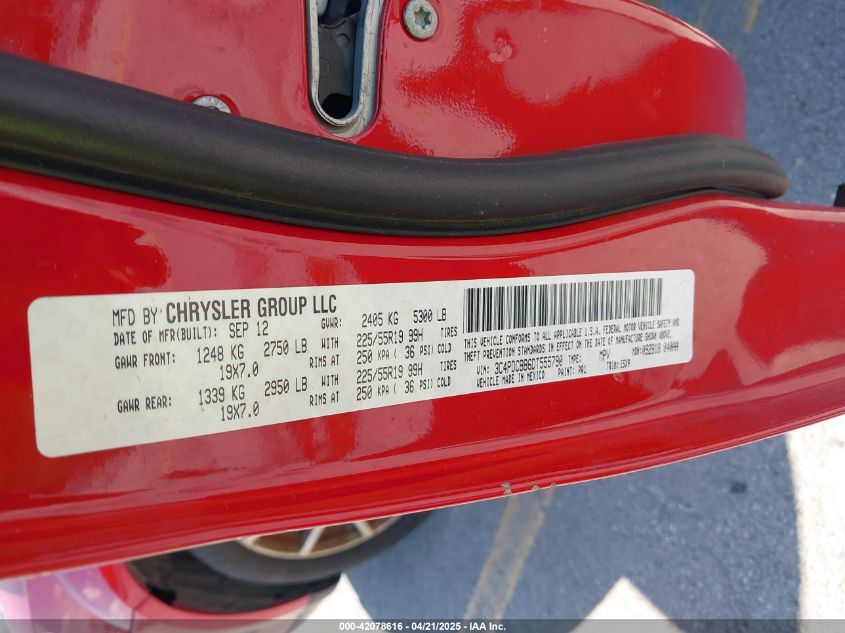 MFD BY CHRYSLER GROUP LLC
DATE OF MFR(BUILT): SEP 12 GVWR: 2405 KG 5300 LB
GAWR FRONT: 1248 KG 2750 LB WITH 225/55R19 99H TIRES
19X7.0 RIMS AT 250 KPA ( 36 PSI) COLD
GAWR REAR: 1339 KG 2950 LB WITH 225/55R19 99H TIRES
19X7.0 RIMS AT 250 KPA ( 36 PSI) COLD
THIS VEHICLE CONFORMS TO ALL APPLICABLE U.S.A. FEDERAL MOTOR VEHICLE SAFETY AND
THEFT PREVENTION STANDARDS IN EFFECT ON THE DATE OF MANUFACTURE SHOWN ABOVE.
VIN: 3C4PDCBB6DT555790 TYPE: MPV MDH: 092818 040AA
VEHICLE MADE IN MEXICO PAINT: PR1 TRIM:
000-42078616 - 04/21/2025 - IAA Inc.